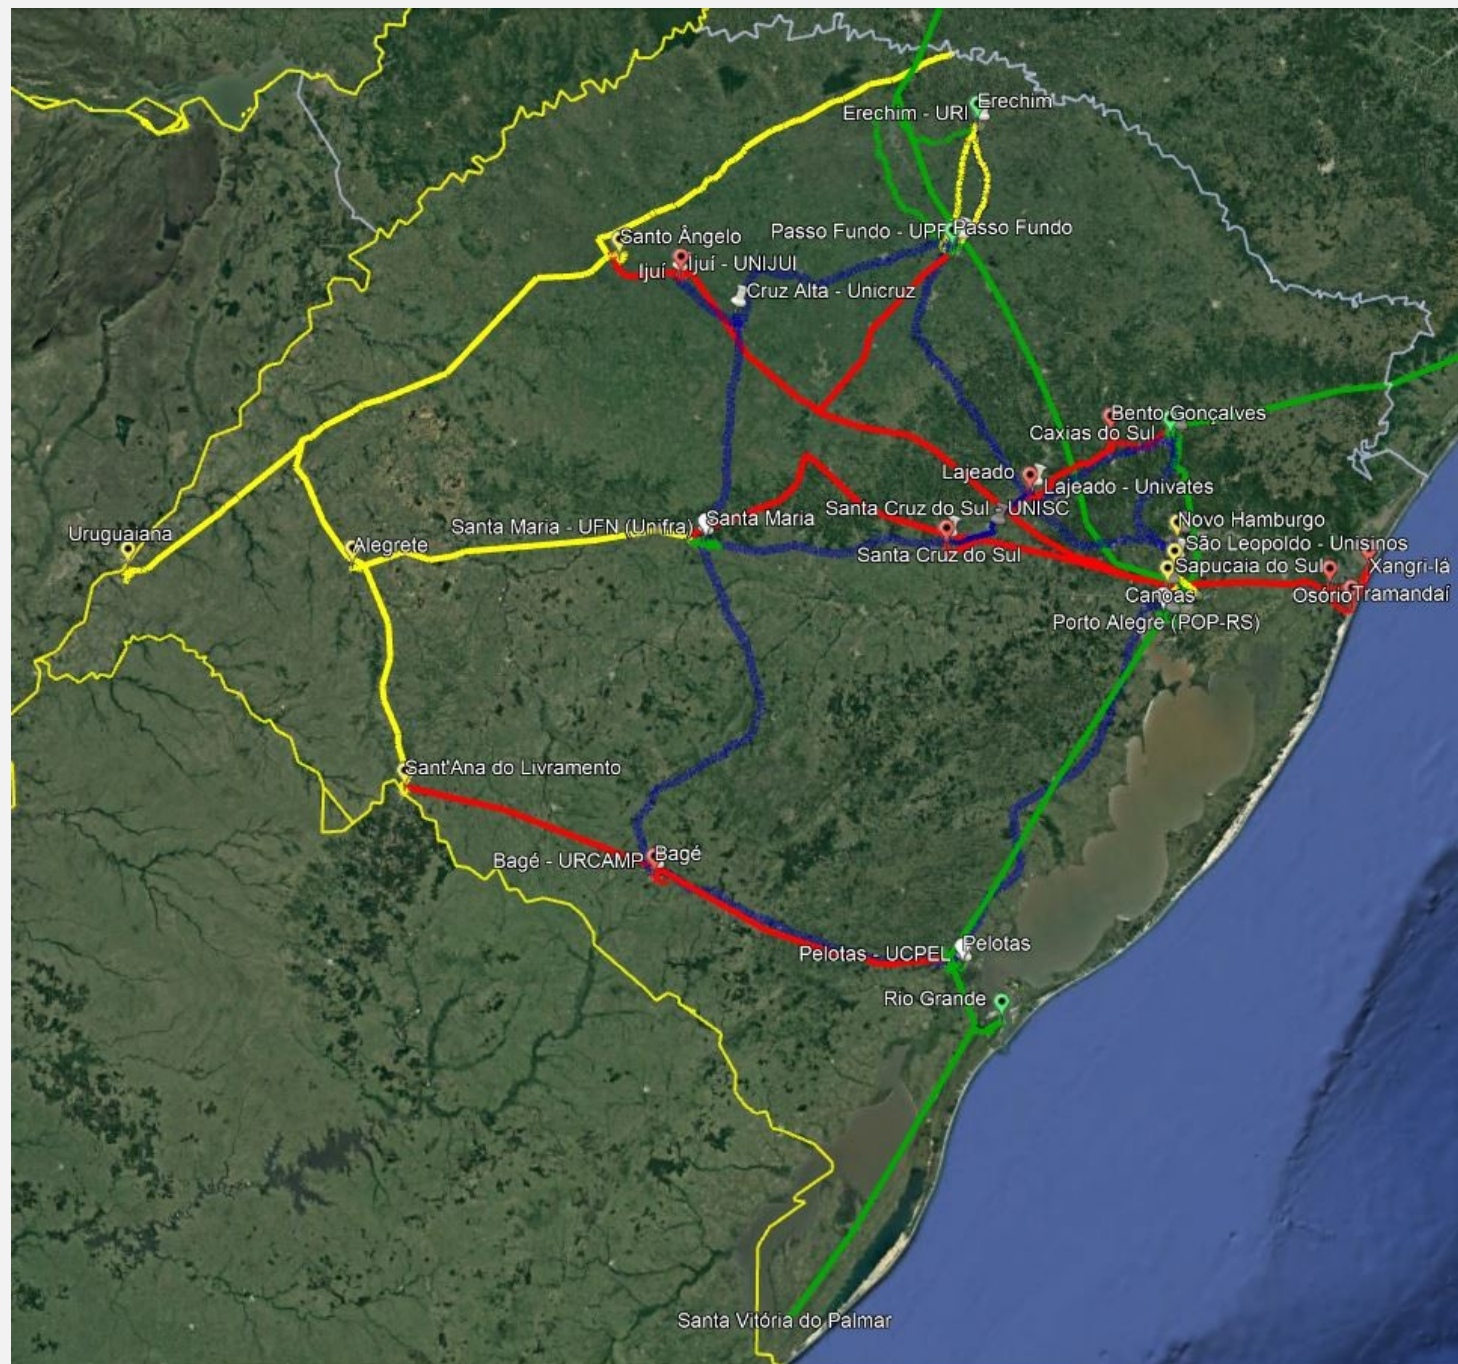 Erechim
Erechim - URI
Passo Fundo - UPF
Passo Fundo
Santo Ângelo
Ijuí
Ijuí - UNIJUI
Cruz Alta - Unicruz
Bento Gonçalves
Caxias do Sul
Lajeado
Lajeado - Univates
Santa Cruz do Sul - UNISC
Santa Cruz do Sul
Santa Maria - UFN (Unifra)
Santa Maria
Uruguaiana
Alegrete
Novo Hamburgo
São Leopoldo - Unisinos
Sapucaia do Sul
Xangri-lá
Canoas
Osório
Tramandaí
Porto Alegre (POP-RS)
Sant'Ana do Livramento
Bagé - URCAMP
Bagé
Pelotas - UCPEL
Pelotas
Rio Grande
Santa Vitória do Palmar